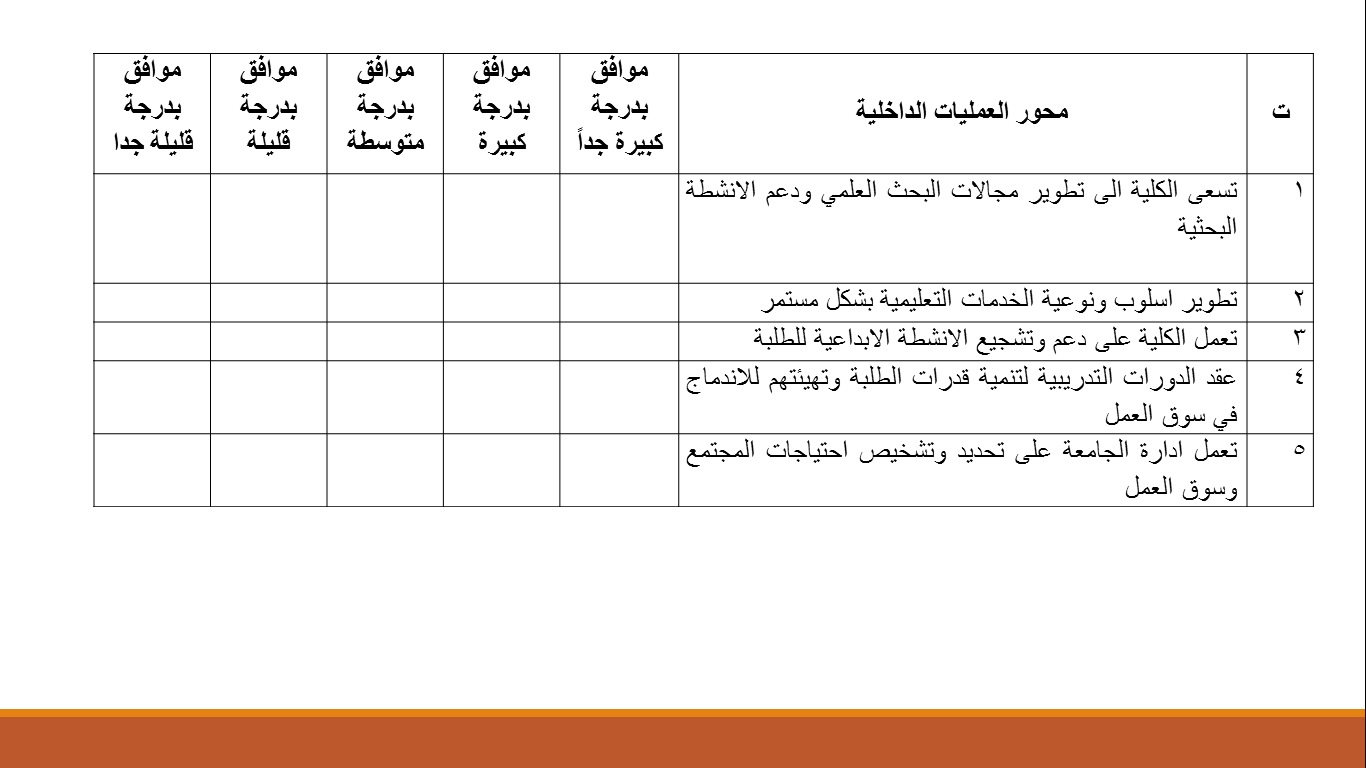 ت
محور العمليات الداخلية
موافق
بدرجة
كبيرة جداً
موافق
بدرجة
كبيرة
موافق
بدرجة
متوسطة
موافق
بدرجة
قليلة
موافق
بدرجة
قليلة جدا
١
تسعى الكلية الى تطوير مجالات البحث العلمي ودعم الانشطة
البحثية
٢
تطوير اسلوب ونوعية الخدمات التعليمية بشكل مستمر
٣
تعمل الكلية على دعم وتشجيع الانشطة الابداعية للطلبة
٤
عقد الدورات التدريبية لتنمية قدرات الطلبة وتهيئتهم للاندماج
في سوق العمل
٥
تعمل ادارة الجامعة على تحديد وتشخيص احتياجات المجتمع
وسوق العمل